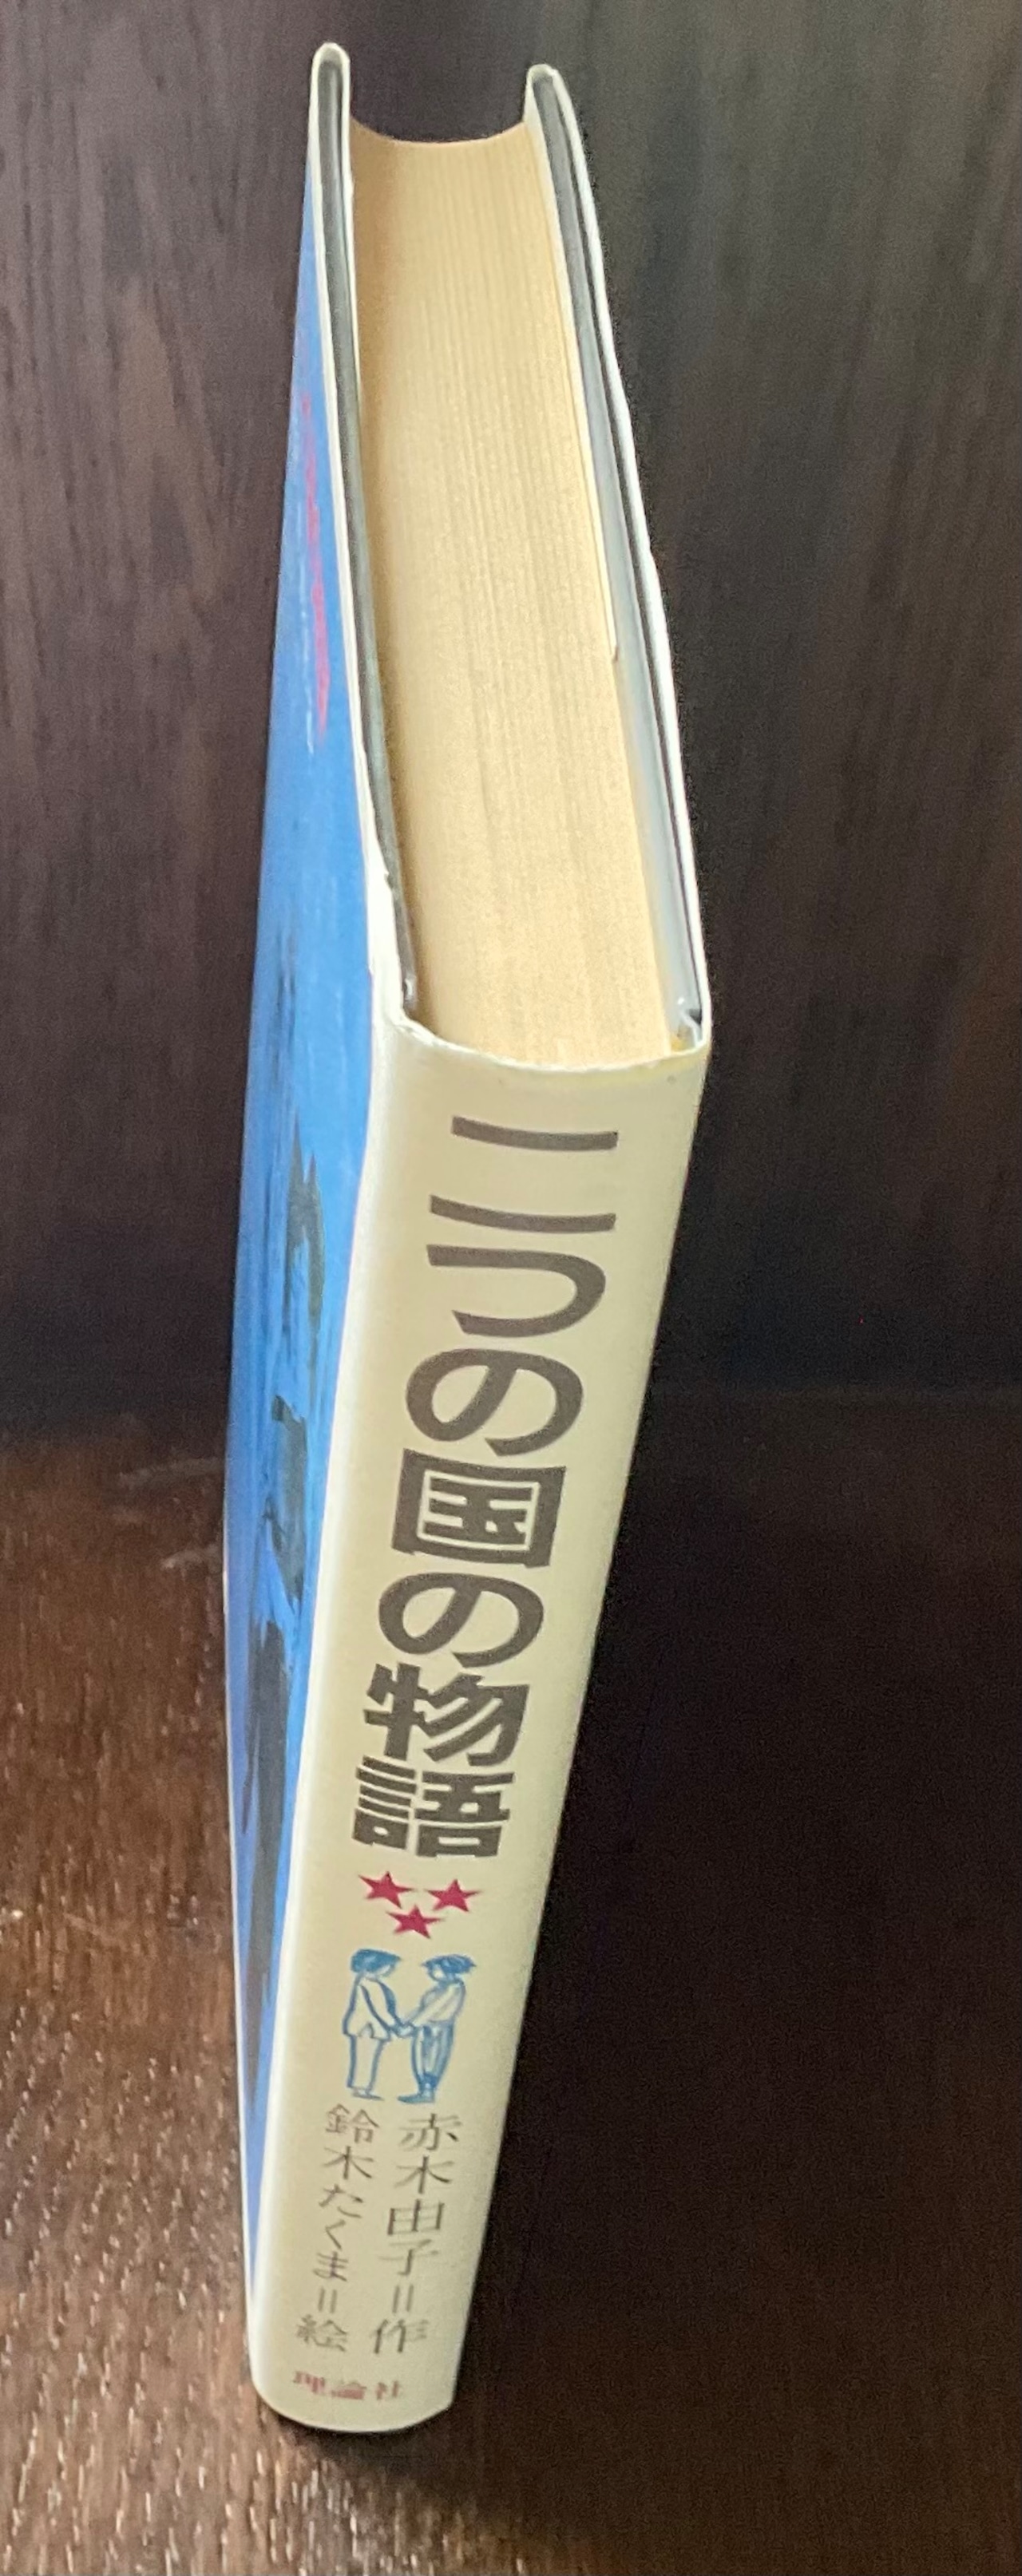 二つの国の物語
赤木由子＝作
鈴木たくま＝絵
理論社